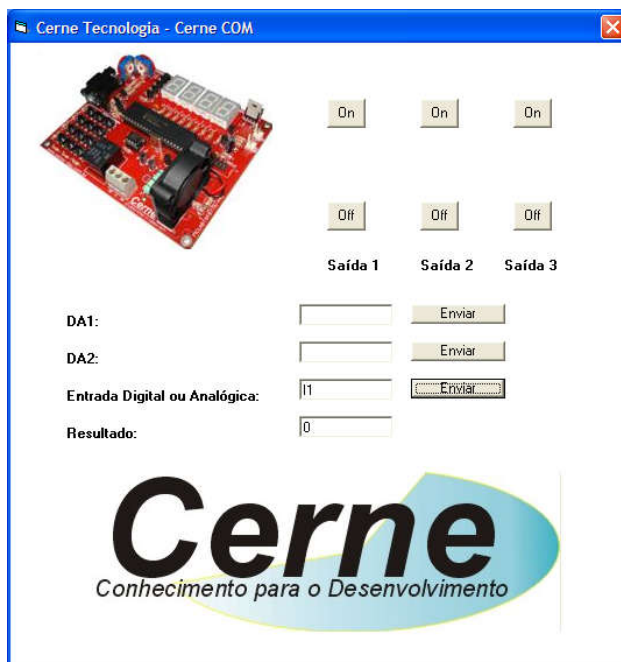 Cerne Tecnologia - Cerne COM
On On On
Off Off Off
Saída 1 Saída 2 Saída 3
DA1: Enviar
DA2: Enviar
Entrada Digital ou Analógica: I1 Enviar
Resultado: 0
Cerne
Cerne
Conhecimento para o Desenvolvimento